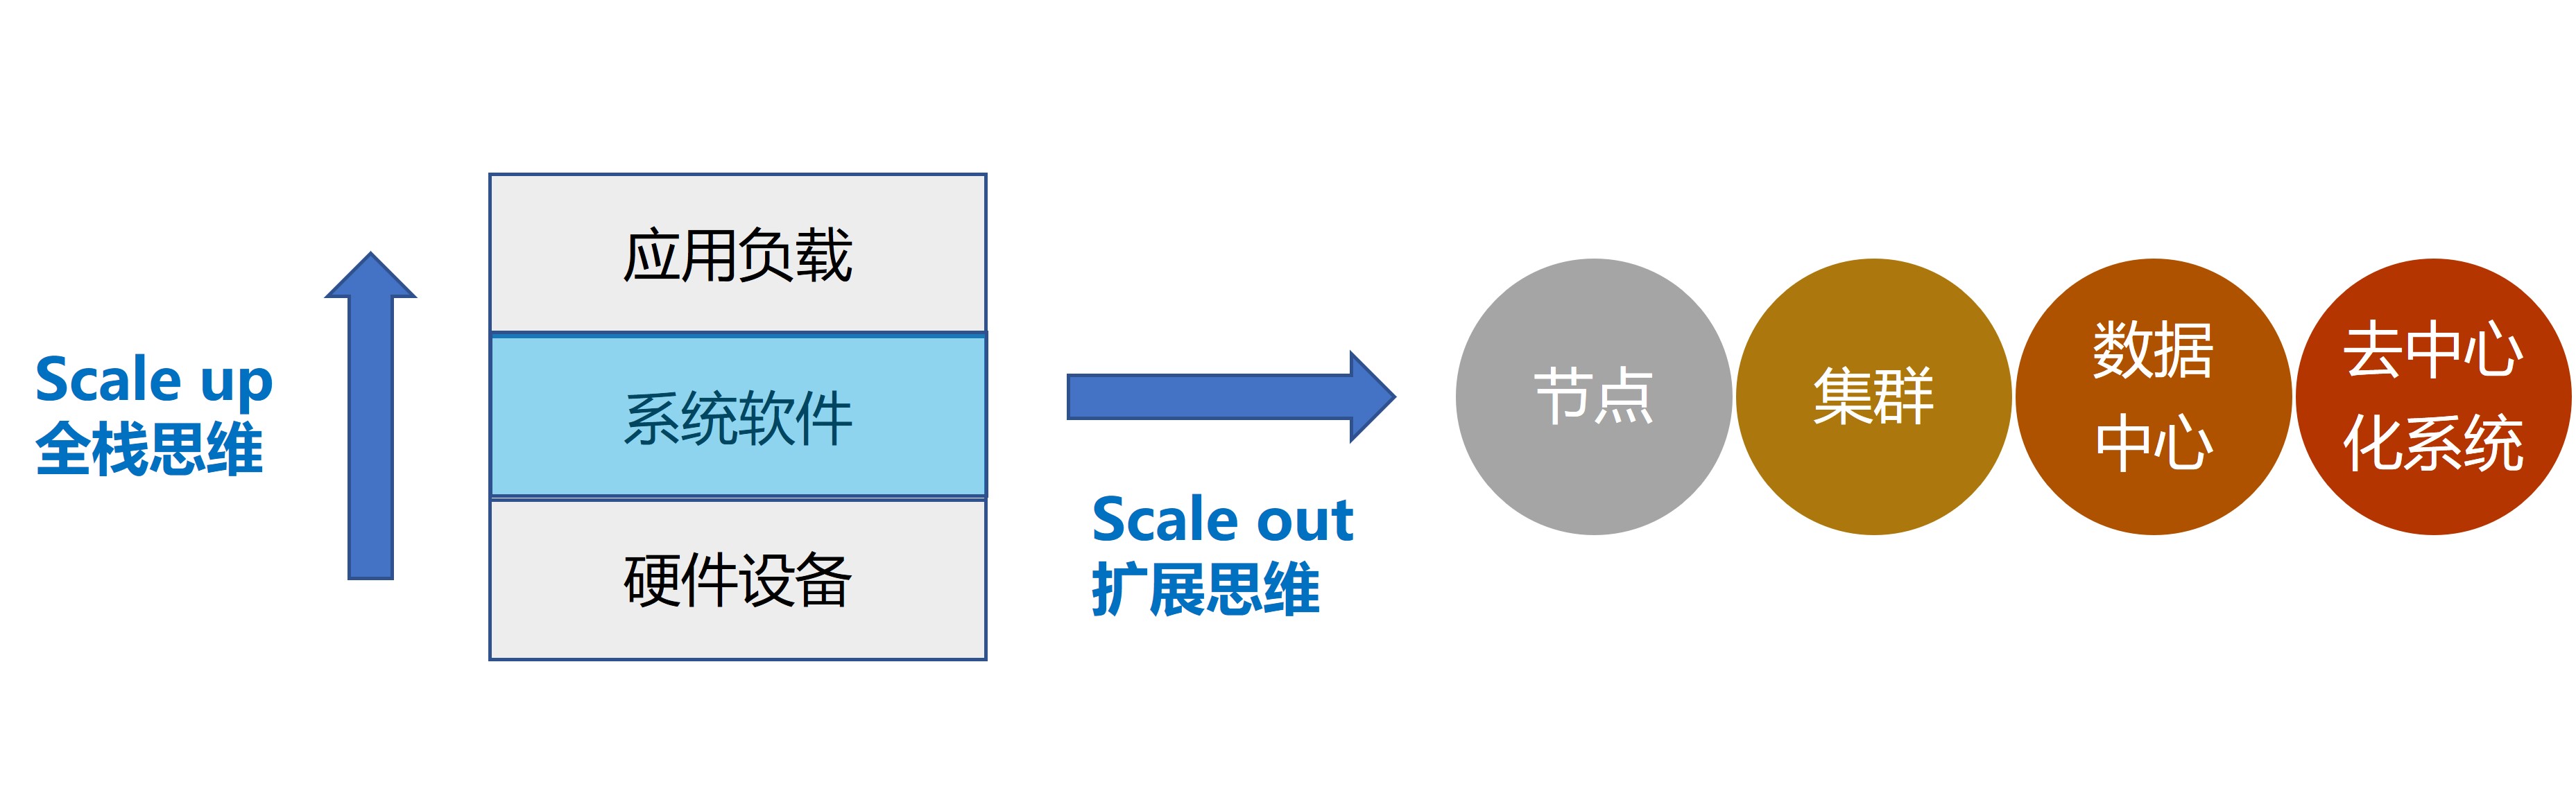 Scale up
全栈思维
应用负载
系统软件
硬件设备
Scale out
扩展思维
节点
集群
数据
中心
去中心
化系统